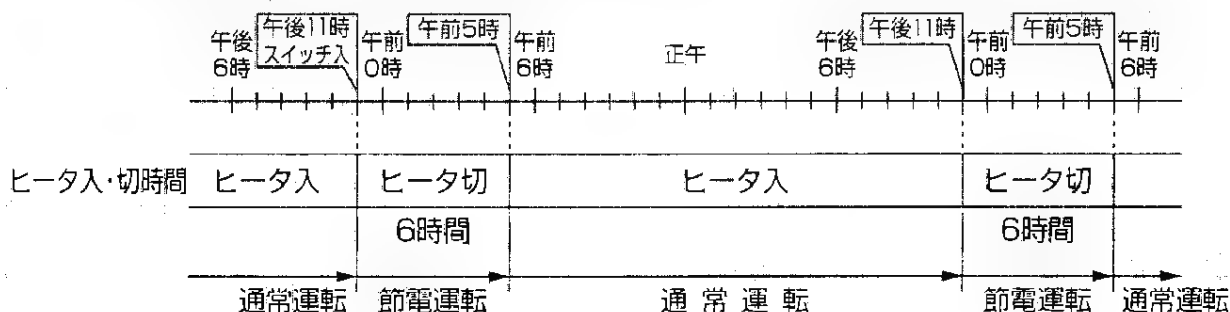 午後6時
午後11時スイッチ入
午前0時
午前5時
午前6時
正午
午後6時
午後11時
午前0時
午前5時
午前6時
ヒータ入・切時間
ヒータ入
ヒータ切
ヒータ入
ヒータ切
6時間
6時間
通常運転
節電運転
通常運転
節電運転
通常運転